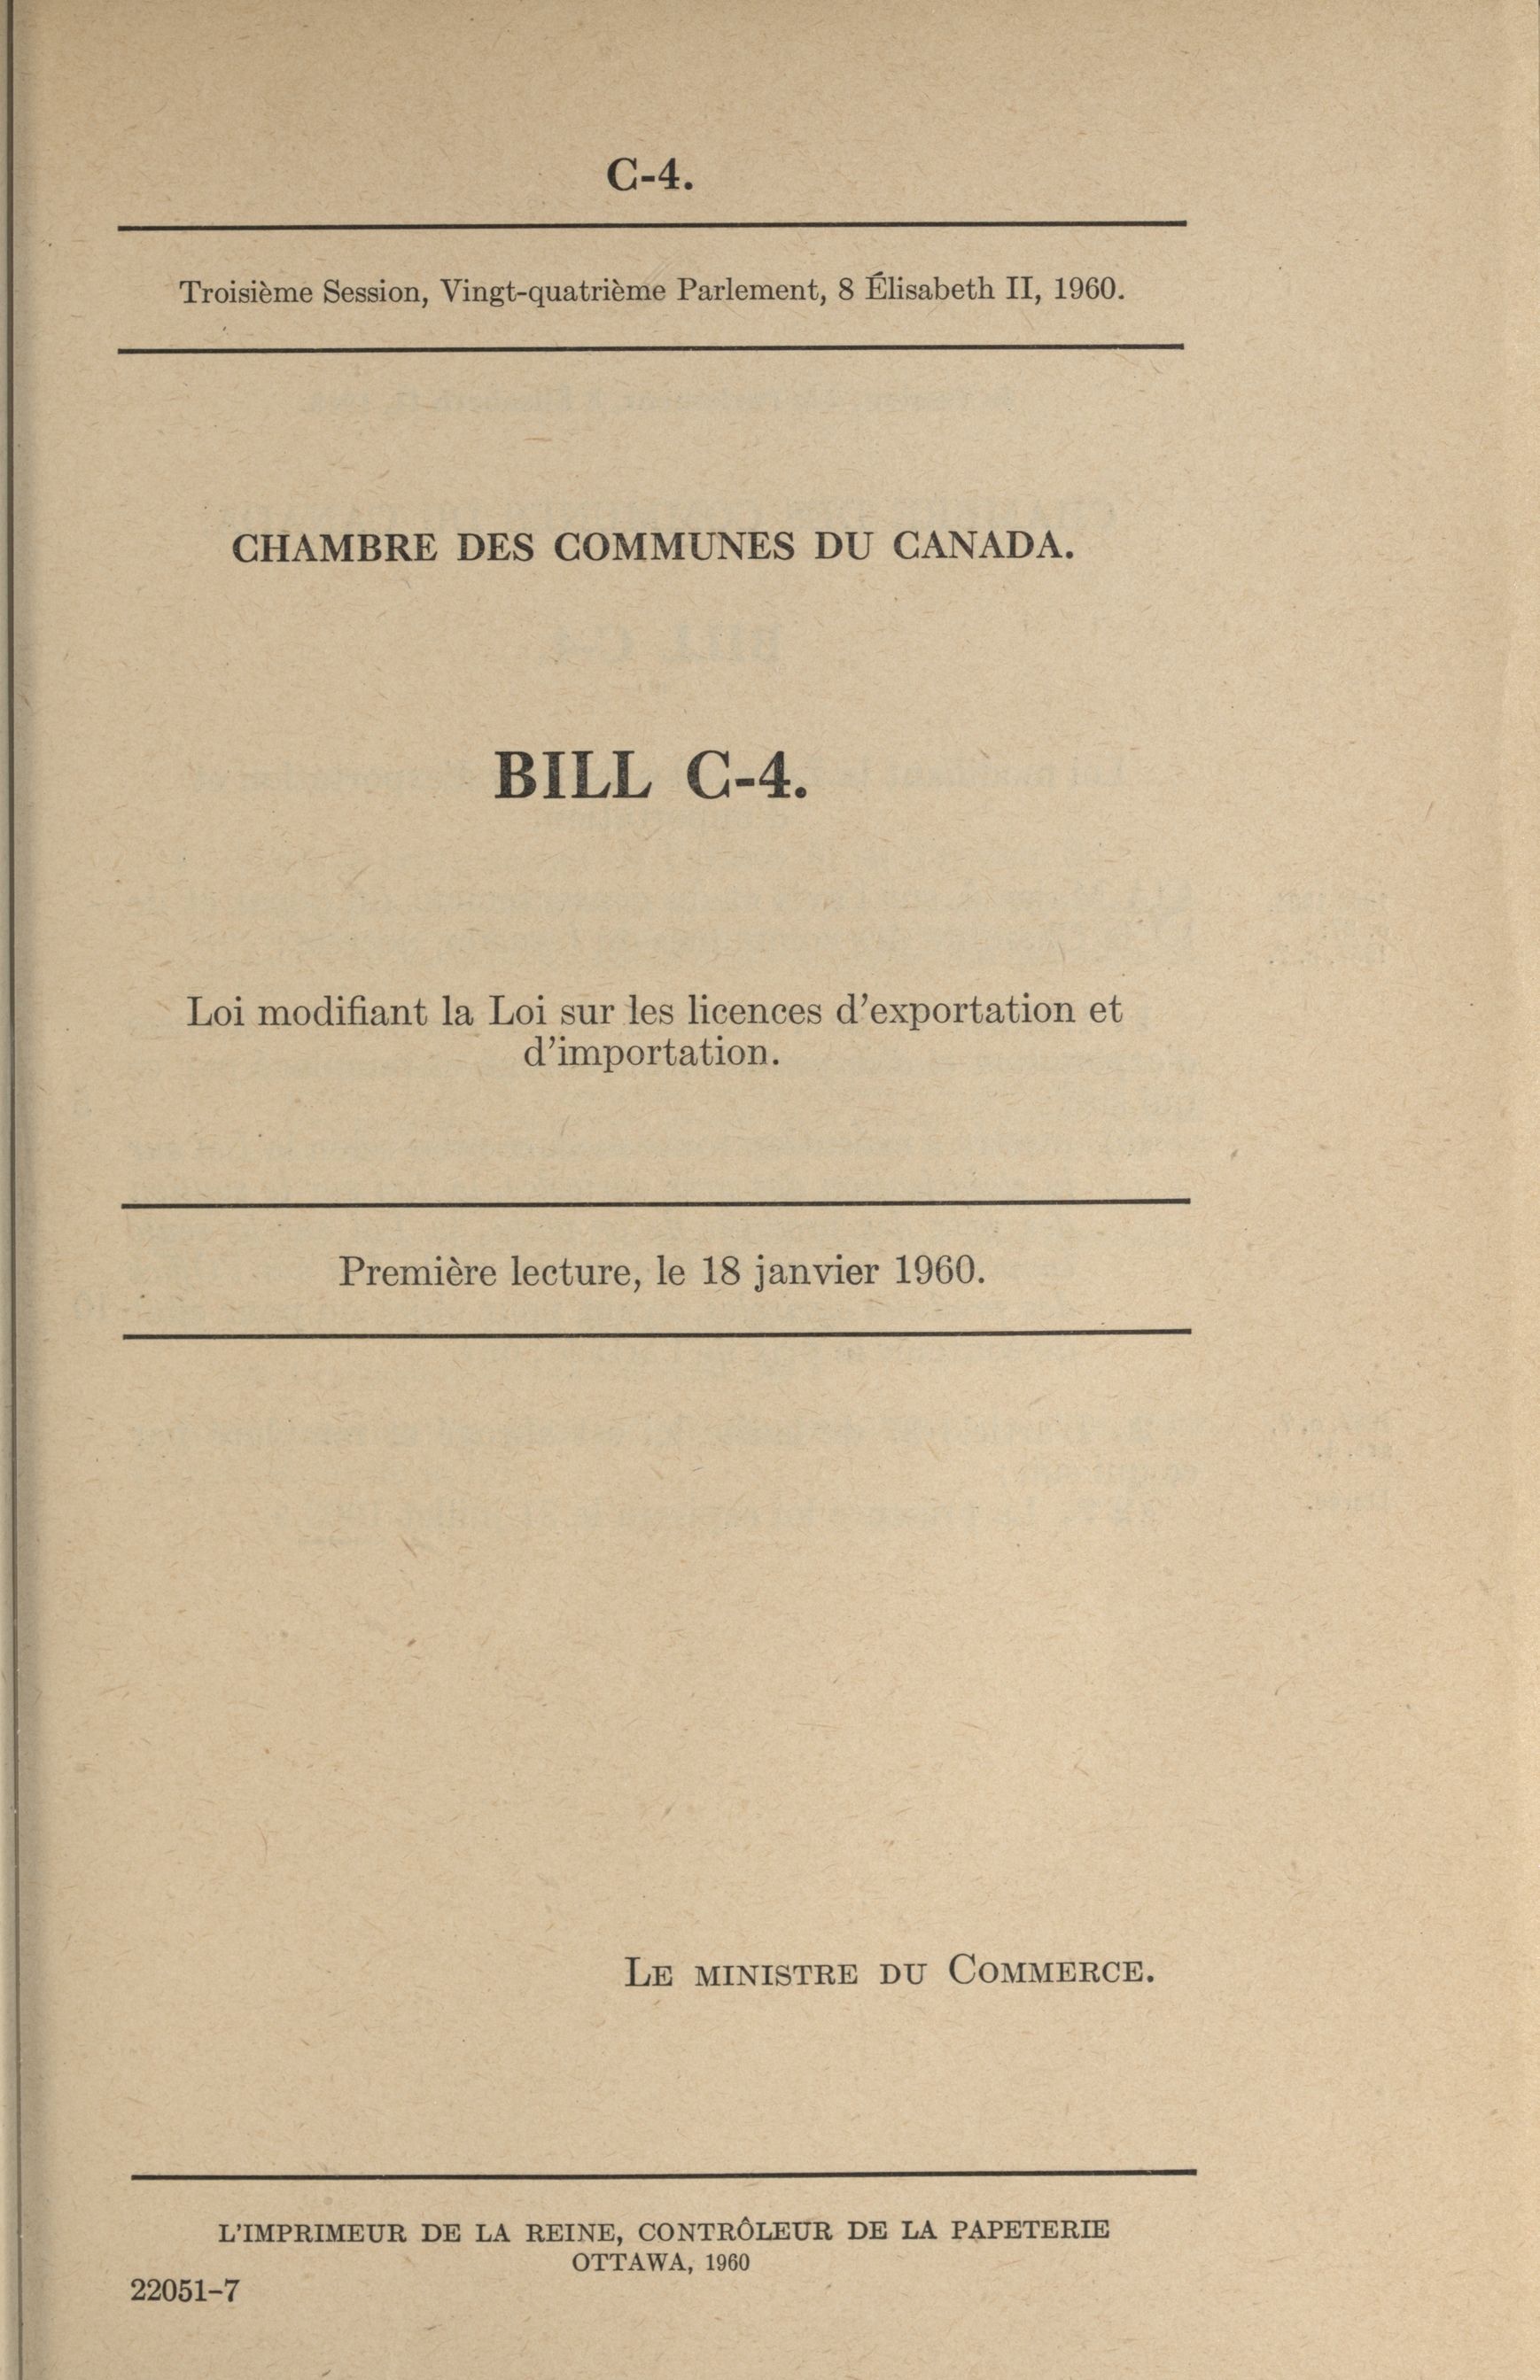 C-4.
Troisième Session, Vingt-quatrième Parlement, 8 Élisabeth II, 1960.
CHAMBRE DES COMMUNES DU CANADA.
BILL C-4.
Loi modifiant la Loi sur les licences d'exportation et
d'importation.
Première lecture, le 18 janvier 1960.
LE MINISTRE DU COMMERCE.
L'IMPRIMEUR DE LA REINE, CONTRÔLEUR DE LA PAPETERIE
OTTAWA, 1960
22051-7